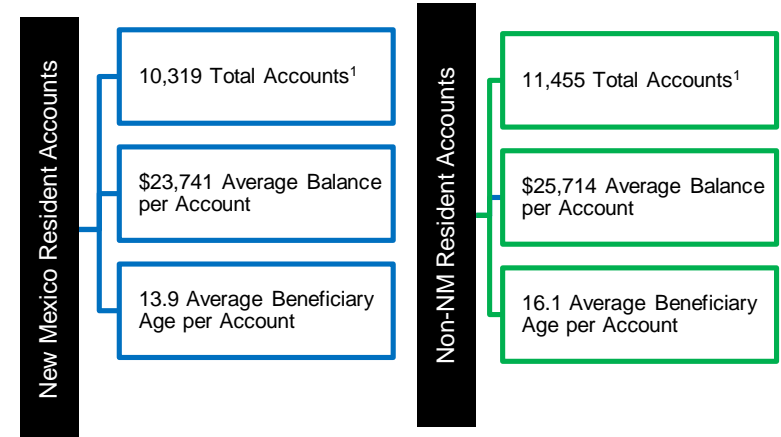 New Mexico Resident Accounts
10,319 Total Accounts¹
$23,741 Average Balance
per Account
13.9 Average Beneficiary
Age per Account
Non-NM Resident Accounts
11,455 Total Accounts¹
$25,714 Average Balance
per Account
16.1 Average Beneficiary
Age per Account